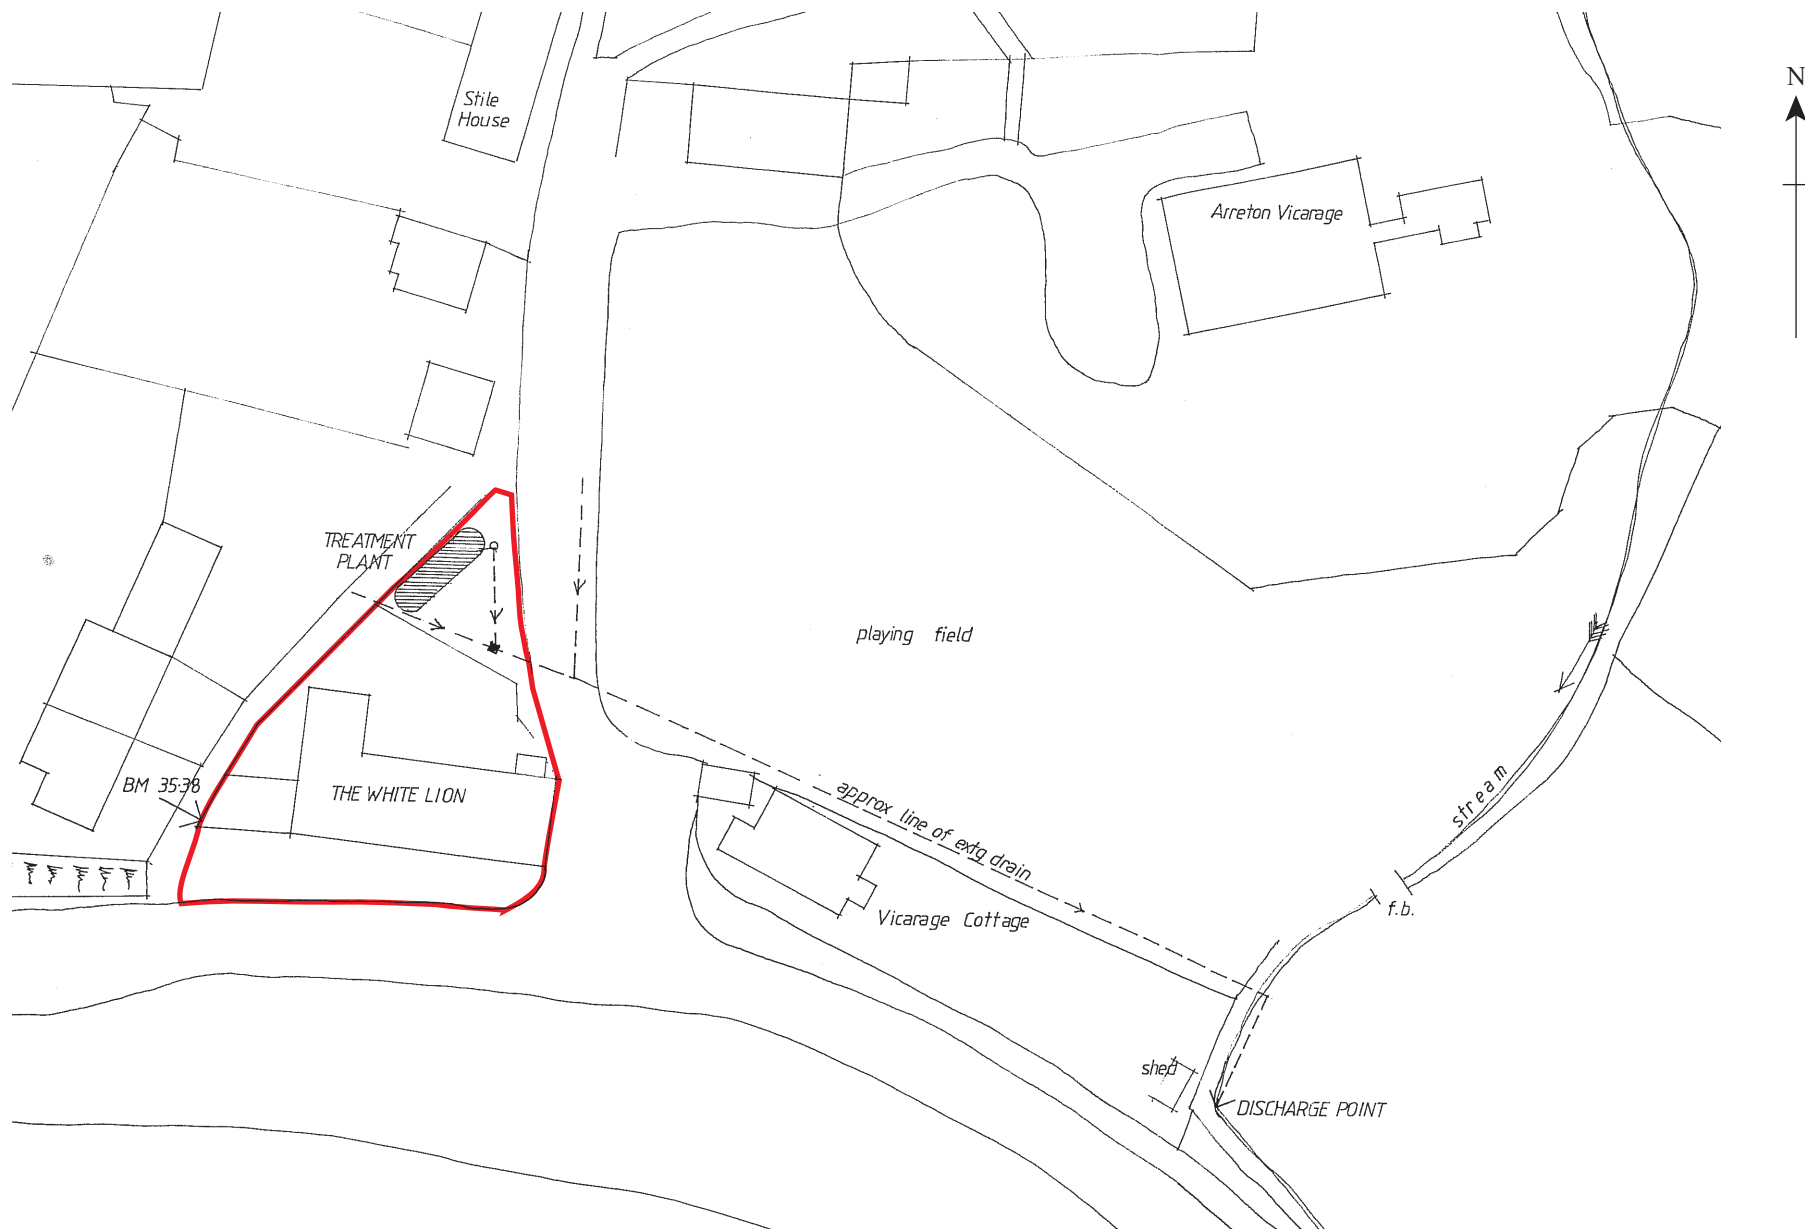 N
Stile
House
Arreton Vicarage
TREATMENT
PLANT
playing field
BM 35·38
THE WHITE LION
approx line of extg drain
stream
Vicarage Cottage
f.b.
shed
DISCHARGE POINT